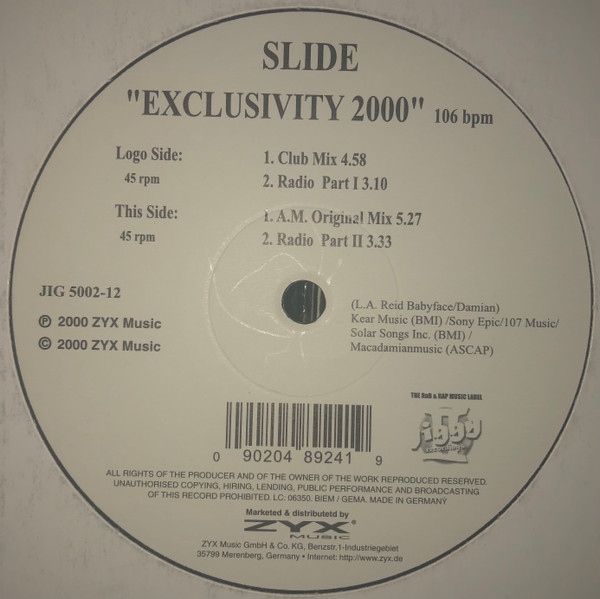 SLIDE
"EXCLUSIVITY 2000" 106 bpm
Logo Side: 1. Club Mix 4.58
45 rpm 2. Radio Part I 3.10
This Side: 1. A.M. Original Mix 5.27
45 rpm 2. Radio Part II 3.33
JIG 5002-12
℗ 2000 ZYX Music
© 2000 ZYX Music
(L.A. Reid Babyface/Damian)
Kear Music (BMI) /Sony Epic/107 Music/
Solar Songs Inc. (BMI) /
Macadamianmusic (ASCAP)
THE RnB & RAP MUSIC LABEL
Jiggy
0 90204 89241 9
ALL RIGHTS OF THE PRODUCER AND OF THE OWNER OF THE WORK REPRODUCED RESERVED.
UNAUTHORISED COPYING, HIRING, LENDING, PUBLIC PERFORMANCE AND BROADCASTING
OF THIS RECORD PROHIBITED. LC: 06350. BIEM / GEMA. MADE IN GERMANY
Marketed & distributetd by
ZYX®
MUSIC
ZYX Music GmbH & Co. KG, Benzstr.1-Industriegebiet
35799 Merenberg, Germany • Internet: http://www.zyx.de